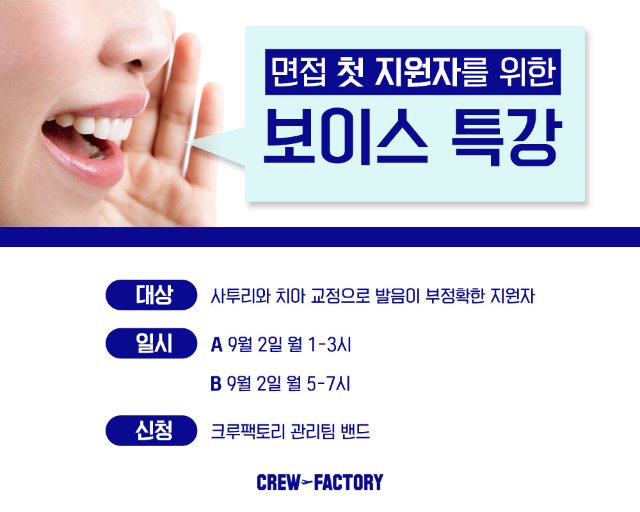 면접 첫 지원자를 위한
보이스 특강
대상 사투리와 치아 교정으로 발음이 부정확한 지원자
일시 A 9월 2일 월 1-3시
B 9월 2일 월 5-7시
신청 크루팩토리 관리팀 밴드
CREW FACTORY